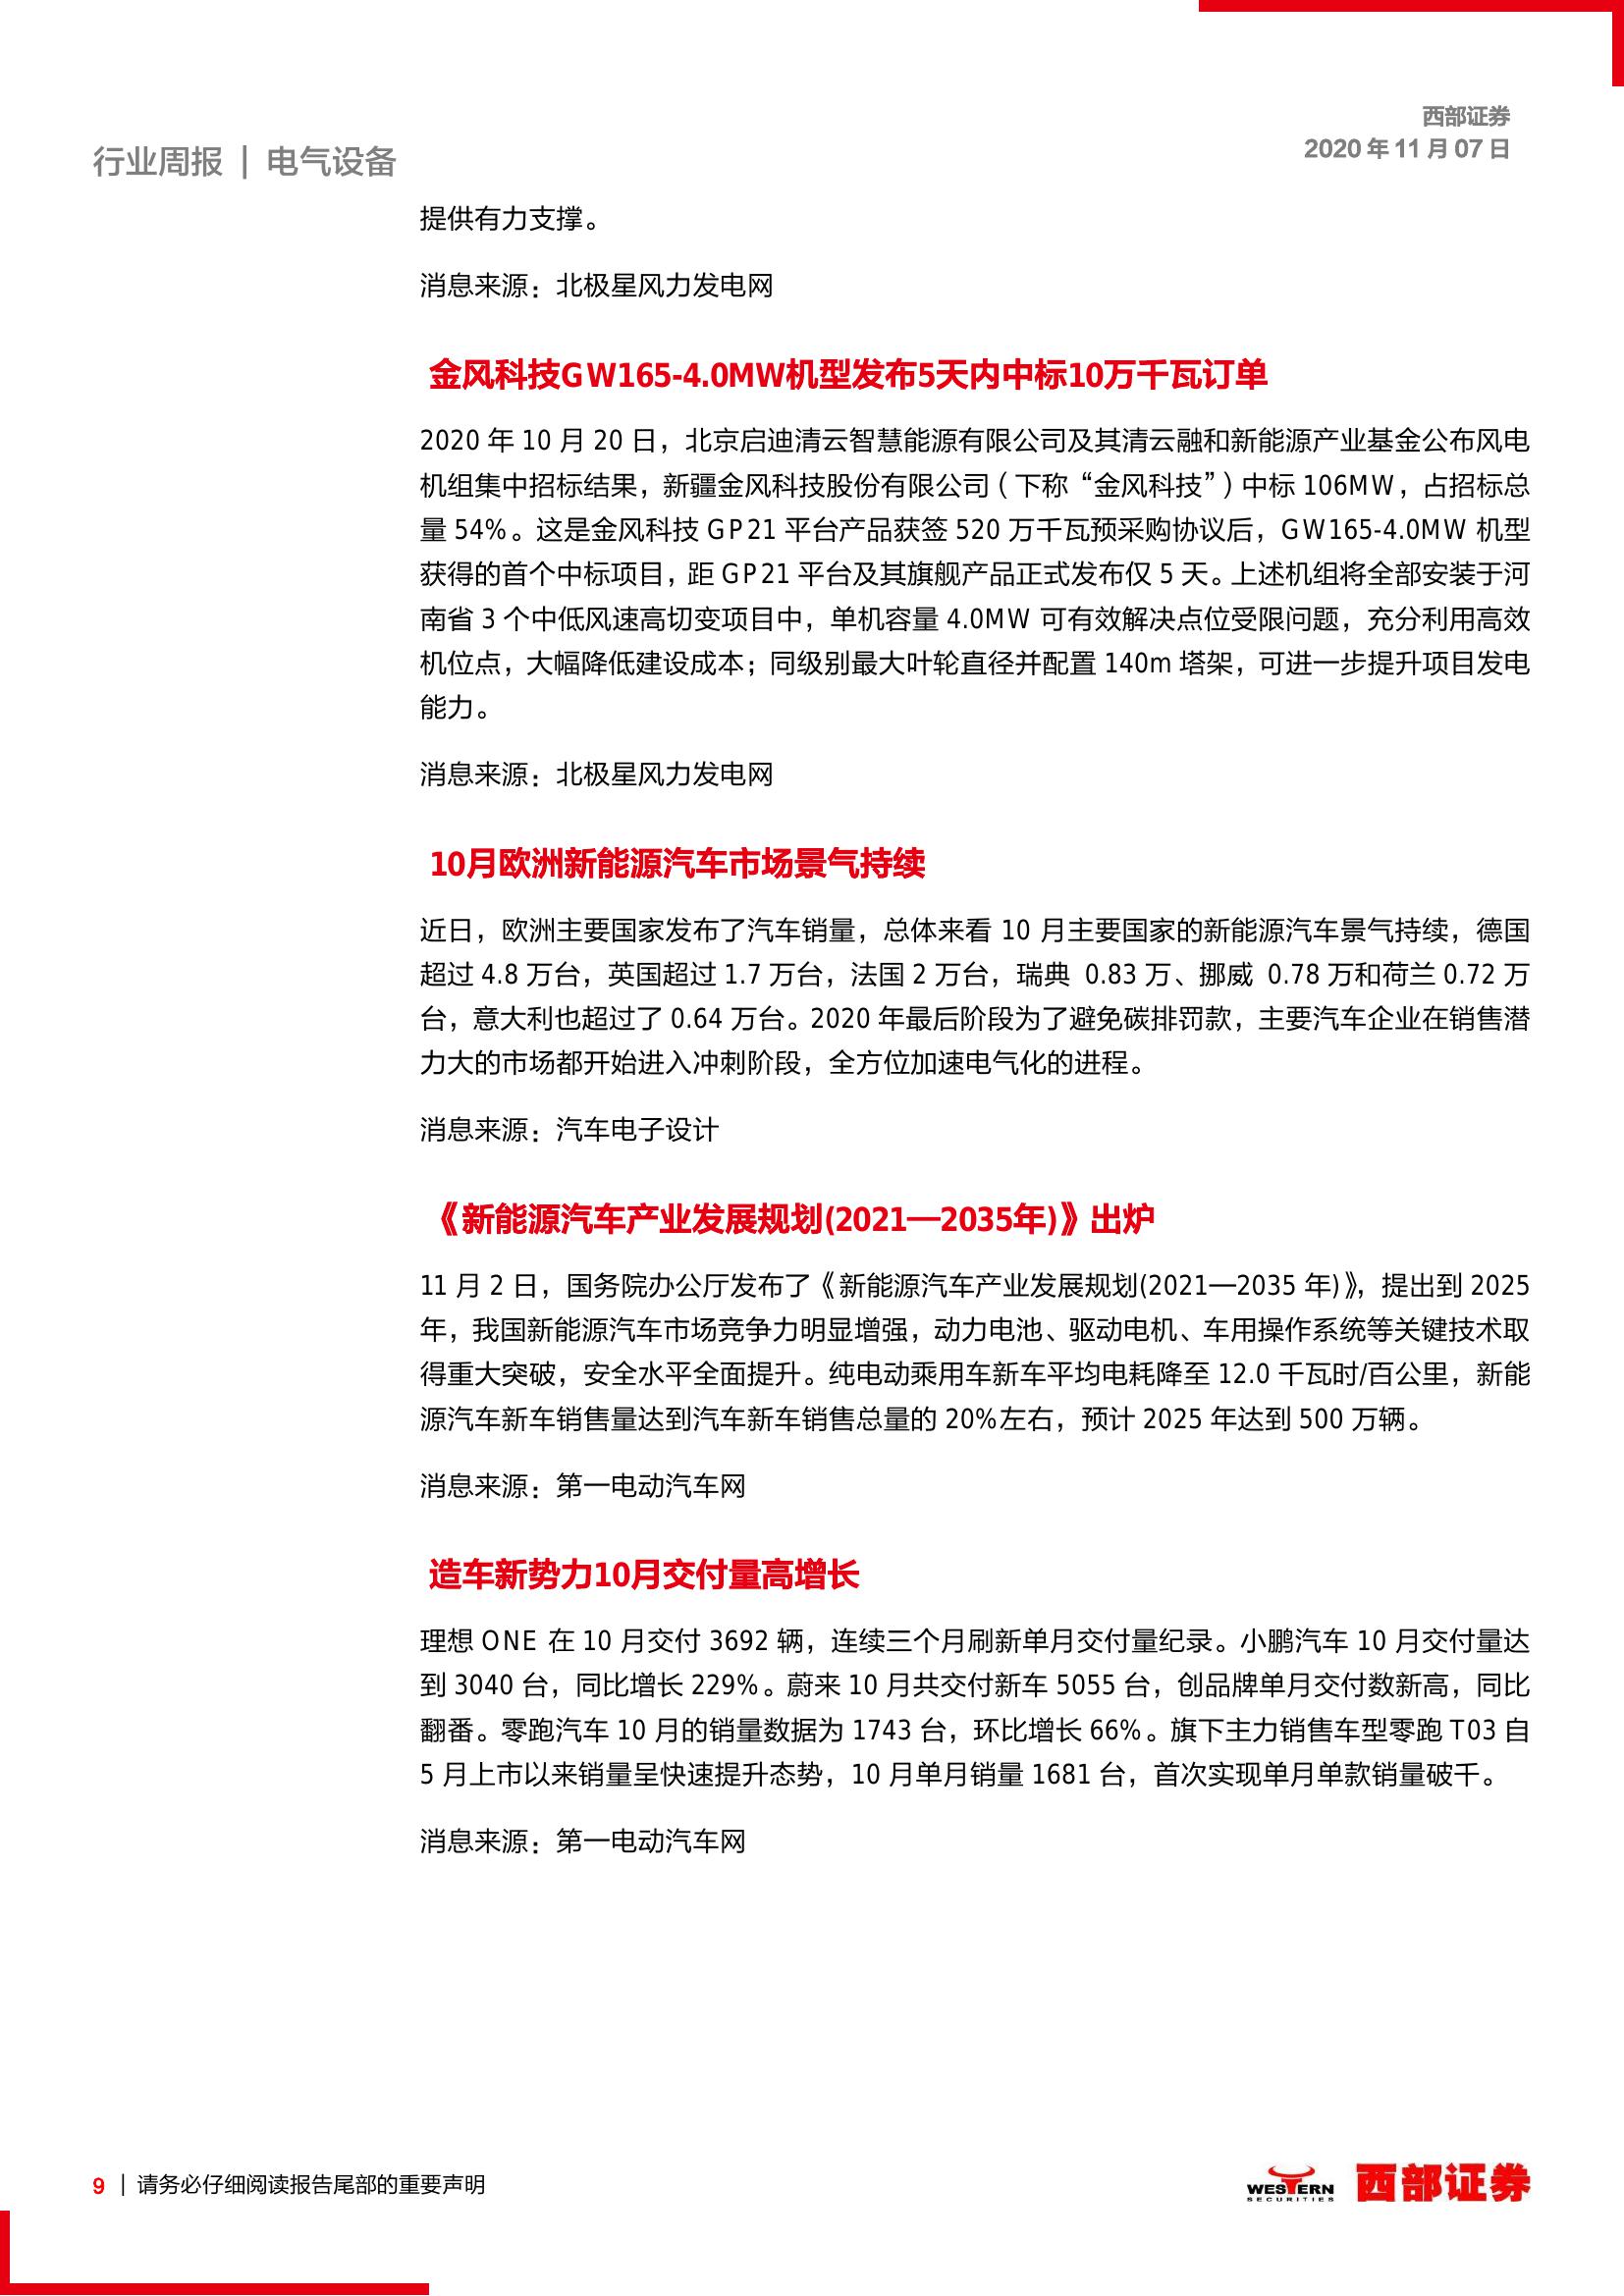 西部证券
2020 年 11 月 07 日
行业周报 | 电气设备
提供有力支撑。
消息来源：北极星风力发电网
金风科技GW165-4.0MW机型发布5天内中标10万千瓦订单
2020 年 10 月 20 日，北京启迪清云智慧能源有限公司及其清云融和新能源产业基金公布风电
机组集中招标结果，新疆金风科技股份有限公司（下称“金风科技”）中标 106MW，占招标总
量 54%。这是金风科技 GP21 平台产品获签 520 万千瓦预采购协议后，GW165-4.0MW 机型
获得的首个中标项目，距 GP21 平台及其旗舰产品正式发布仅 5 天。上述机组将全部安装于河
南省 3 个中低风速高切变项目中，单机容量 4.0MW 可有效解决点位受限问题，充分利用高效
机位点，大幅降低建设成本；同级别最大叶轮直径并配置 140m 塔架，可进一步提升项目发电
能力。
消息来源：北极星风力发电网
10月欧洲新能源汽车市场景气持续
近日，欧洲主要国家发布了汽车销量，总体来看 10 月主要国家的新能源汽车景气持续，德国
超过 4.8 万台，英国超过 1.7 万台，法国 2 万台，瑞典 0.83 万、挪威 0.78 万和荷兰 0.72 万
台，意大利也超过了 0.64 万台。2020 年最后阶段为了避免碳排罚款，主要汽车企业在销售潜
力大的市场都开始进入冲刺阶段，全方位加速电气化的进程。
消息来源：汽车电子设计
《新能源汽车产业发展规划(2021—2035年)》出炉
11 月 2 日，国务院办公厅发布了《新能源汽车产业发展规划(2021—2035 年)》，提出到 2025
年，我国新能源汽车市场竞争力明显增强，动力电池、驱动电机、车用操作系统等关键技术取
得重大突破，安全水平全面提升。纯电动乘用车新车平均电耗降至 12.0 千瓦时/百公里，新能
源汽车新车销售量达到汽车新车销售总量的 20%左右，预计 2025 年达到 500 万辆。
消息来源：第一电动汽车网
造车新势力10月交付量高增长
理想 ONE 在 10 月交付 3692 辆，连续三个月刷新单月交付量纪录。小鹏汽车 10 月交付量达
到 3040 台，同比增长 229%。蔚来 10 月共交付新车 5055 台，创品牌单月交付数新高，同比
翻番。零跑汽车 10 月的销量数据为 1743 台，环比增长 66%。旗下主力销售车型零跑 T03 自
5 月上市以来销量呈快速提升态势，10 月单月销量 1681 台，首次实现单月单款销量破千。
消息来源：第一电动汽车网
9 | 请务必仔细阅读报告尾部的重要声明
WESTERN
SECURITIES
西部证券